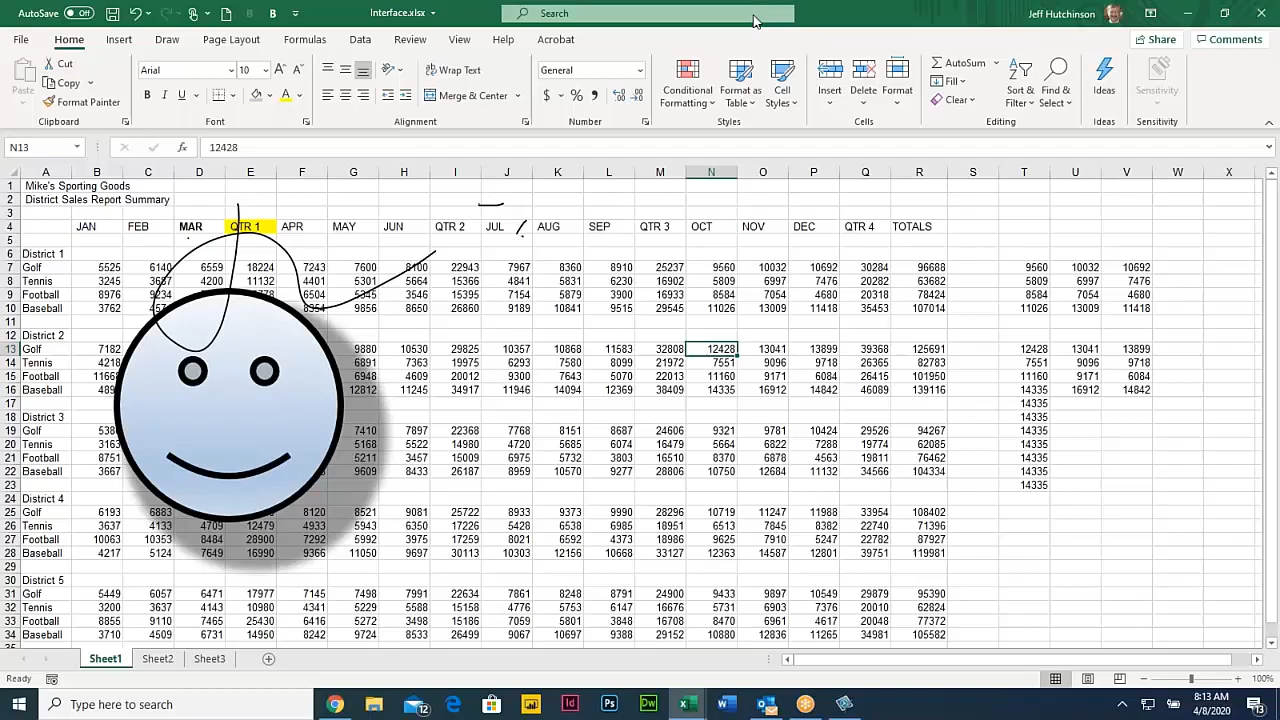 AutoSave Off Interface.xlsx Search Jeff Hutchinson
File Home Insert Draw Page Layout Formulas Data Review View Help Acrobat Share Comments
Paste Cut Copy Format Painter Clipboard
Arial 10 B I U Font
Wrap Text Merge & Center Alignment
General $ % Number
Conditional Formatting Format as Table Cell Styles Styles
Insert Delete Format Cells
AutoSum Fill Clear Sort & Filter Find & Select Editing
Ideas Ideas
Sensitivity Sensitivity
N13 fx 12428
A B C D E F G H I J K L M N O P Q R S T U V W X
1 Mike's Sporting Goods
2 District Sales Report Summary
3
4 JAN FEB MAR QTR 1 APR MAY JUN QTR 2 JUL AUG SEP QTR 3 OCT NOV DEC QTR 4 TOTALS
5
6 District 1
7 Golf 5525 6140 6559 18224 7243 7600 8100 22943 7967 8360 8910 25237 9560 10032 10692 30284 96688 9560 10032 10692
8 Tennis 3245 3687 4200 11132 4401 5301 5664 15366 4841 5831 6230 16902 5809 6997 7476 20282 63682 5809 6997 7476
9 Football 8976 9234 6504 5345 3546 15395 7154 5879 3900 16933 8584 7054 4680 20318 78424 8584 7054 4680
10 Baseball 3762 8354 9856 8650 26860 9189 10841 9515 29545 11026 13009 11418 35453 107014 11026 13009 11418
11
12 District 2
13 Golf 7182 9880 10530 29825 10357 10868 11583 32808 12428 13041 13899 39368 125691 12428 13041 13899
14 Tennis 4218 6891 7363 19975 6293 7580 8099 21972 7551 9096 9718 26365 82783 7551 9096 9718
15 Football 1166 6948 4609 20012 9300 7643 5070 22013 11160 9171 6084 26415 101950 11160 9171 6084
16 Baseball 489 12812 11245 34917 11946 14094 12369 38409 14335 16912 14842 46089 139116 14335 16912 14842
17 14335
18 District 3 14335
19 Golf 538 7410 7897 22368 7768 8151 8687 24606 9321 9781 10424 29526 94267 14335
20 Tennis 3163 5168 5522 14980 4720 5685 6074 16479 5664 6822 7288 19774 62085 14335
21 Football 8751 5211 3457 15009 6975 5732 3803 16510 8370 6878 4563 19811 76462 14335
22 Baseball 3667 9609 8433 26187 8959 10570 9277 28806 10750 12684 11132 34566 104334 14335
23 14335
24 District 4
25 Golf 6193 6883 8120 8521 9081 25722 8933 9373 9990 28296 10719 11247 11988 33954 108402
26 Tennis 3637 4133 4709 12479 4933 5943 6350 17226 5428 6538 6985 18951 6513 7845 8382 22740 71396
27 Football 10063 10353 8484 28900 7292 5992 3975 17259 8021 6592 4373 18986 9625 7910 5247 22782 87927
28 Baseball 4217 5124 7649 16990 9366 11050 9697 30113 10303 12156 10668 33127 12363 14587 12801 39751 119981
29
30 District 5
31 Golf 5449 6057 6471 17977 7145 7498 7991 22634 7861 8248 8791 24900 9433 9897 10549 29879 95390
32 Tennis 3200 3637 4143 10980 4341 5229 5588 15158 4776 5753 6147 16676 5731 6903 7376 20010 62824
33 Football 8855 9110 7465 25430 6416 5272 3498 15186 7059 5801 3848 16708 8470 6961 4617 20048 77372
34 Baseball 3710 4509 6731 14950 8242 9724 8533 26499 9067 10697 9388 29152 10880 12836 11265 34981 105582
Sheet1 Sheet2 Sheet3
Ready 100%
Type here to search 12 8:13 AM 4/8/2020 13